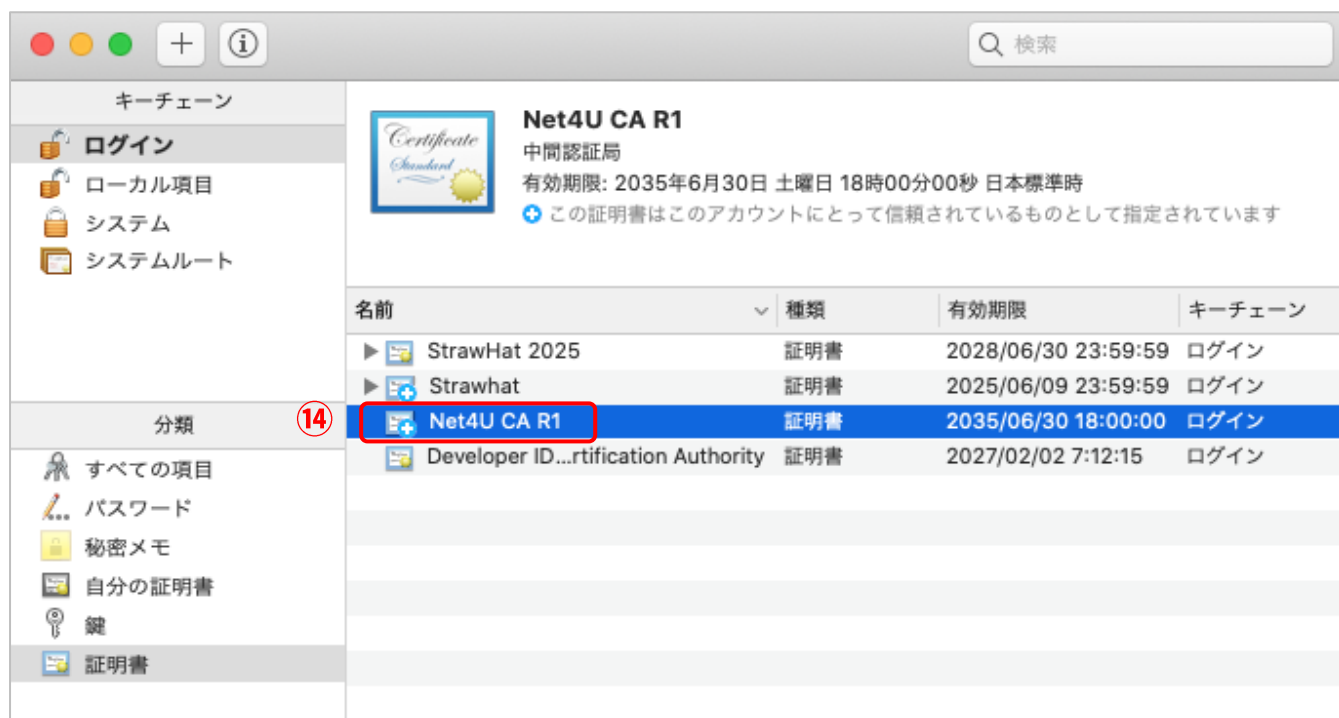 検索
キーチェーン
ログイン
ローカル項目
システム
システムルート
Certificate
Standard
Net4U CA R1
中間認証局
有効期限: 2035年6月30日 土曜日 18時00分00秒 日本標準時
この証明書はこのアカウントにとって信頼されているものとして指定されています
名前 種類 有効期限 キーチェーン
StrawHat 2025 証明書 2028/06/30 23:59:59 ログイン
Strawhat 証明書 2025/06/09 23:59:59 ログイン
⑭ Net4U CA R1 証明書 2035/06/30 18:00:00 ログイン
Developer ID...rtification Authority 証明書 2027/02/02 7:12:15 ログイン
分類
すべての項目
パスワード
秘密メモ
自分の証明書
鍵
証明書